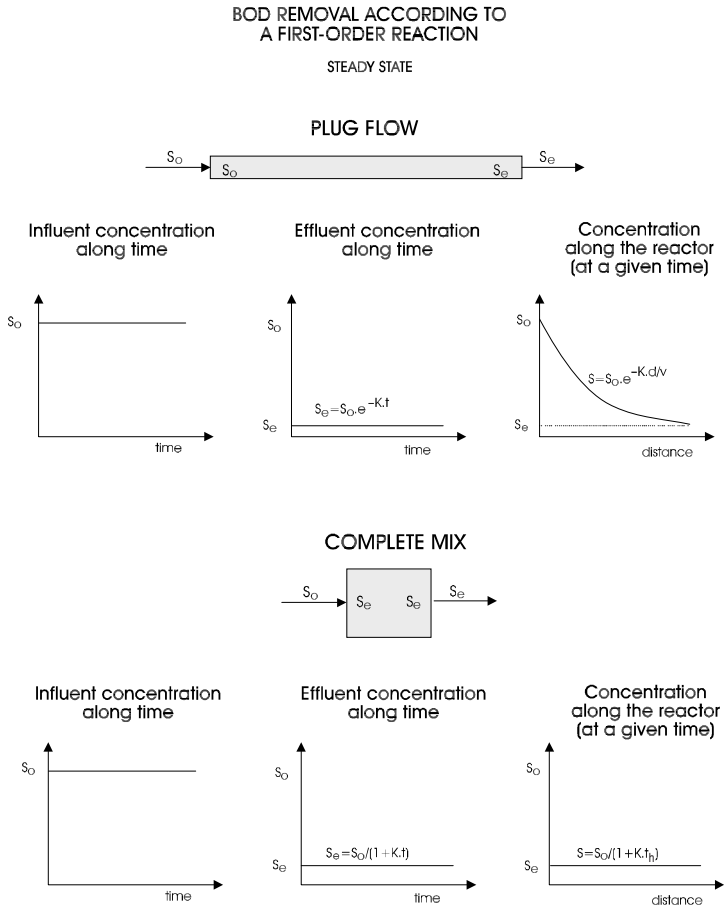 BOD REMOVAL ACCORDING TO
A FIRST-ORDER REACTION
STEADY STATE
PLUG FLOW
So So Se Se
Influent concentration
along time
So
time
Effluent concentration
along time
So
Se=So.e–K.t
Se
time
Concentration
along the reactor
(at a given time)
So
S=So.e–K.d/v
Se
distance
COMPLETE MIX
So Se Se Se
Influent concentration
along time
So
time
Effluent concentration
along time
So
Se=So/(1+K.t)
Se
time
Concentration
along the reactor
(at a given time)
So
S=So/(1+K.th)
Se
distance